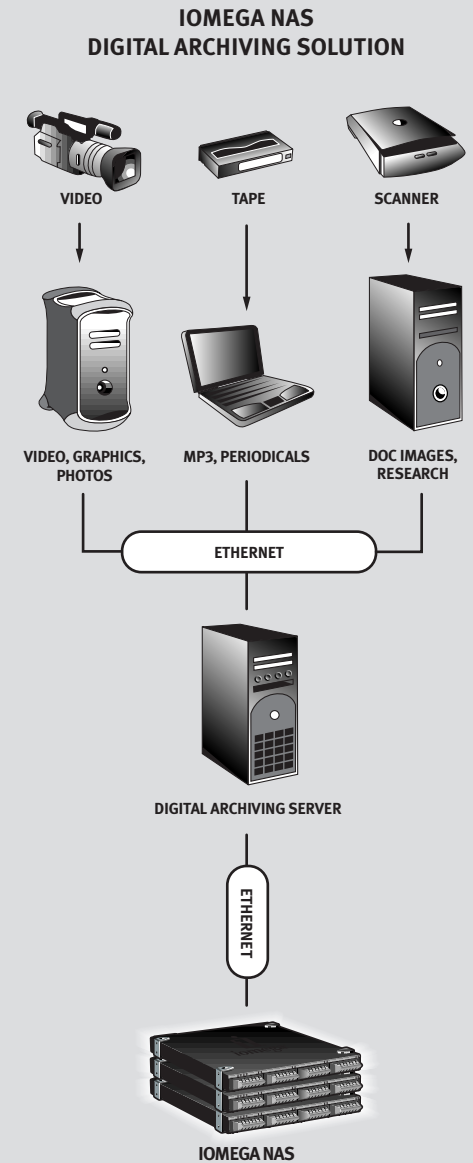 IOMEGA NAS
DIGITAL ARCHIVING SOLUTION
VIDEO
TAPE
SCANNER
VIDEO, GRAPHICS,
PHOTOS
MP3, PERIODICALS
DOC IMAGES,
RESEARCH
ETHERNET
DIGITAL ARCHIVING SERVER
ETHERNET
IOMEGA NAS